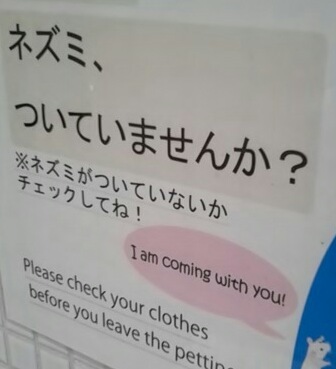 ネズミ、
ついていませんか？
※ネズミがついていないか
チェックしてね！
I am coming with you!
Please check your clothes
before you leave the